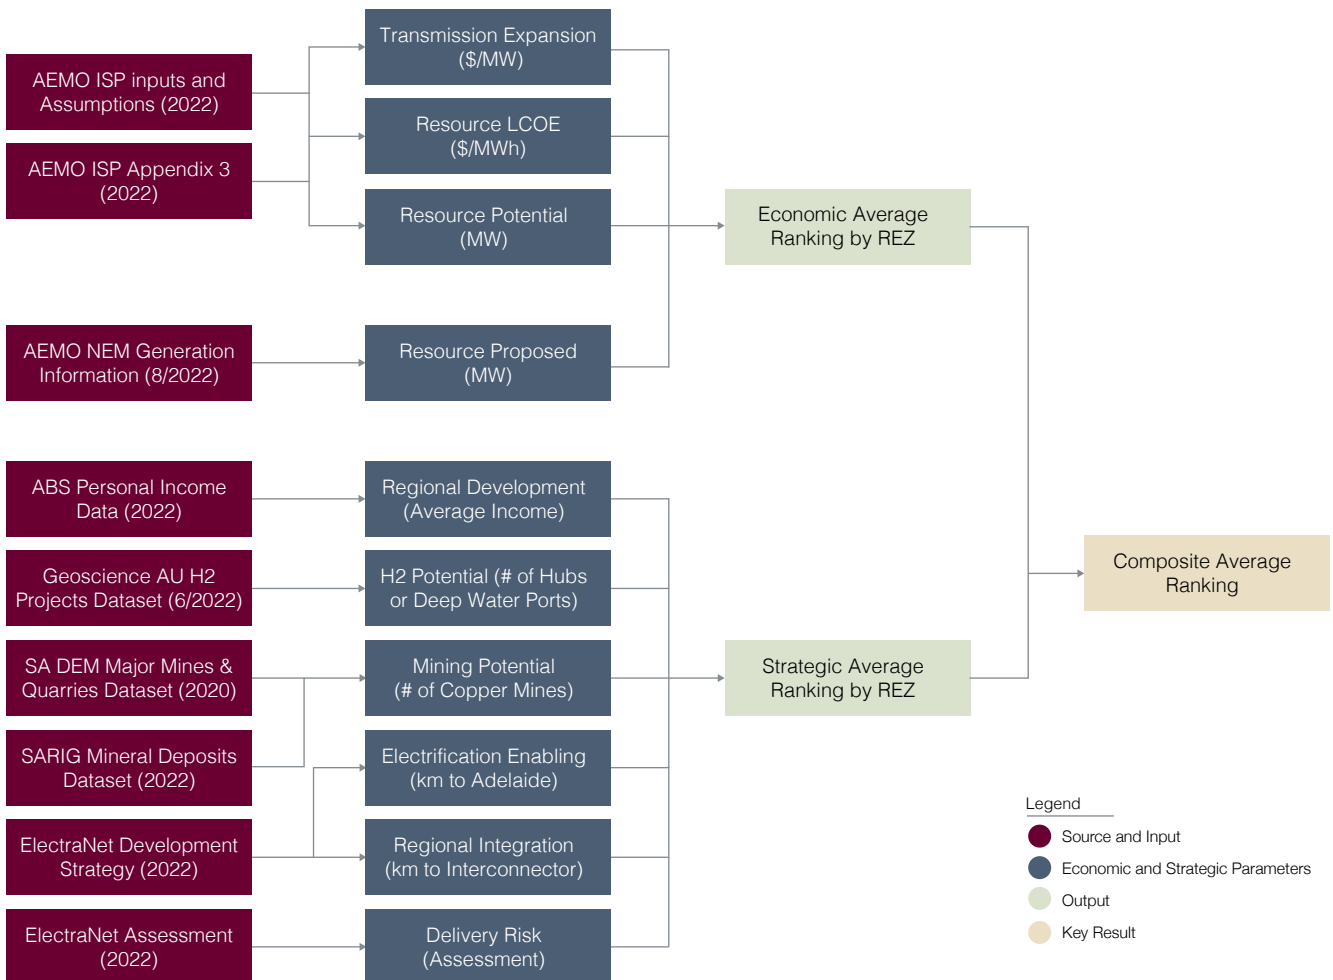 AEMO ISP inputs and
Assumptions (2022)
AEMO ISP Appendix 3
(2022)
AEMO NEM Generation
Information (8/2022)
ABS Personal Income
Data (2022)
Geoscience AU H2
Projects Dataset (6/2022)
SA DEM Major Mines &
Quarries Dataset (2020)
SARIG Mineral Deposits
Dataset (2022)
ElectraNet Development
Strategy (2022)
ElectraNet Assessment
(2022)
Transmission Expansion
($/MW)
Resource LCOE
($/MWh)
Resource Potential
(MW)
Resource Proposed
(MW)
Regional Development
(Average Income)
H2 Potential (# of Hubs
or Deep Water Ports)
Mining Potential
(# of Copper Mines)
Electrification Enabling
(km to Adelaide)
Regional Integration
(km to Interconnector)
Delivery Risk
(Assessment)
Economic Average
Ranking by REZ
Strategic Average
Ranking by REZ
Composite Average
Ranking
Legend
Source and Input
Economic and Strategic Parameters
Output
Key Result